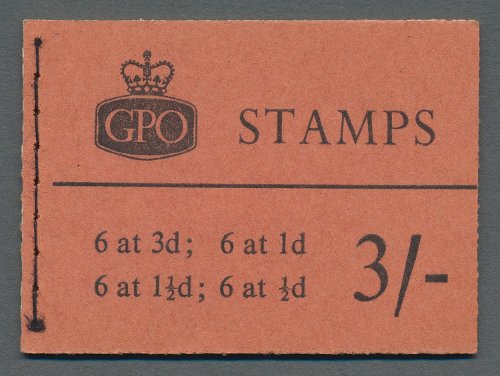 GPO
STAMPS
6 at 3d; 6 at 1d
6 at 1½d; 6 at ½d
3/-